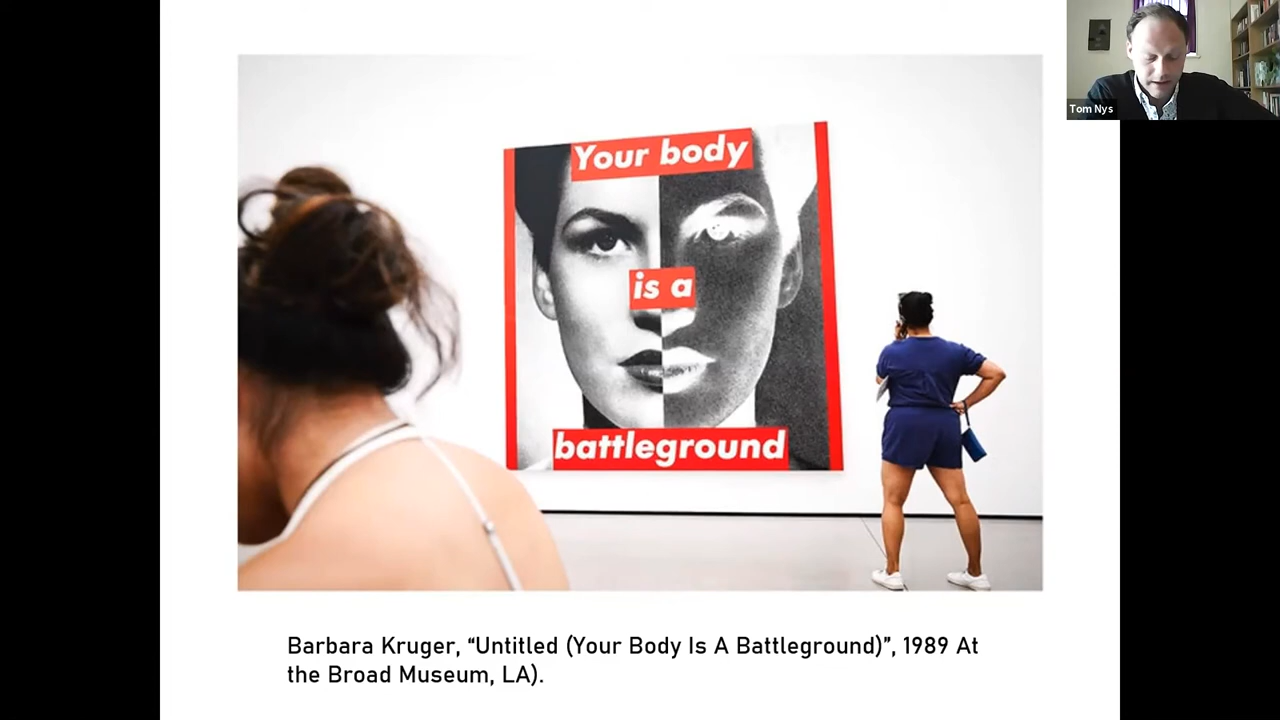 Your body
is a
battleground
Tom Nys
Barbara Kruger, “Untitled (Your Body Is A Battleground)”, 1989 At
the Broad Museum, LA).